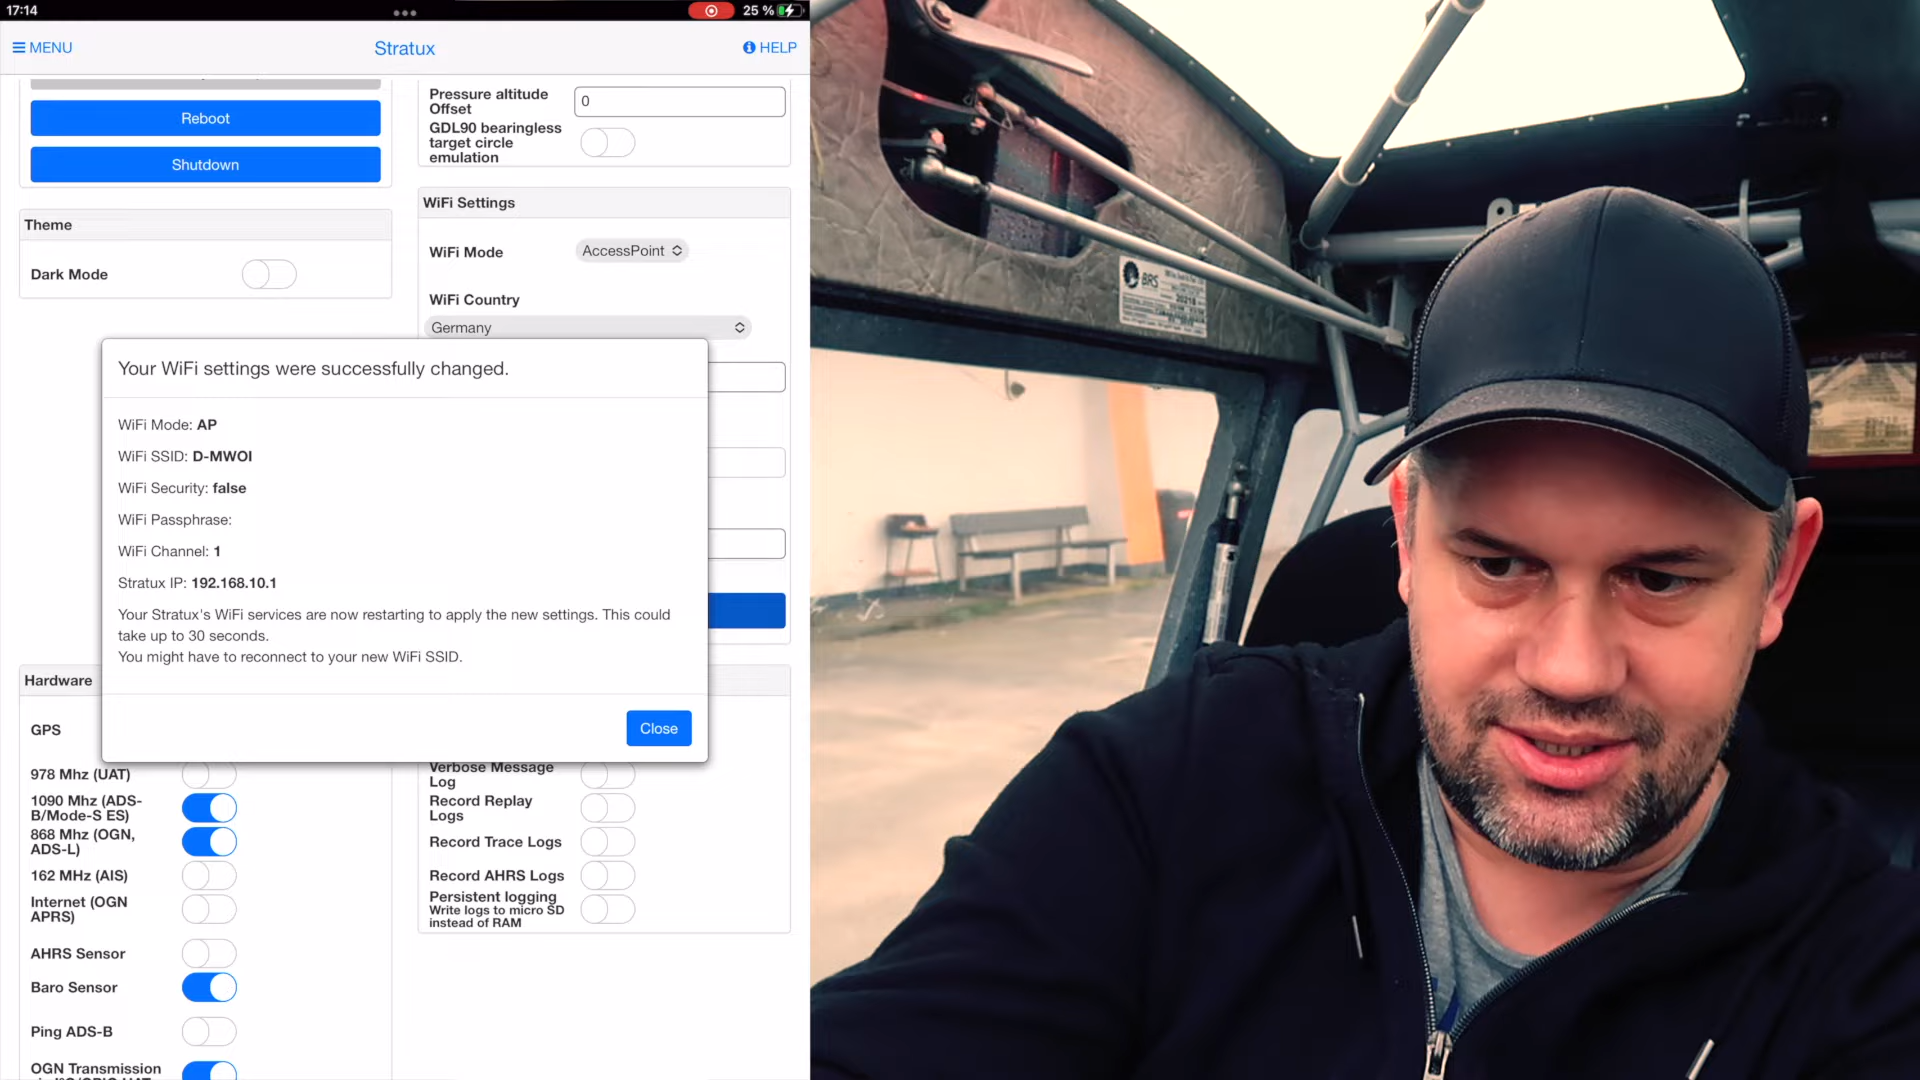 17:14
25 %
MENU
Stratux
HELP
Reboot
Shutdown
Theme
Dark Mode
Pressure altitude
Offset
0
GDL90 bearingless
target circle
emulation
WiFi Settings
WiFi Mode
AccessPoint
WiFi Country
Germany
Your WiFi settings were successfully changed.
WiFi Mode: AP
WiFi SSID: D-MWOI
WiFi Security: false
WiFi Passphrase:
WiFi Channel: 1
Stratux IP: 192.168.10.1
Your Stratux's WiFi services are now restarting to apply the new settings. This could
take up to 30 seconds.
You might have to reconnect to your new WiFi SSID.
Close
Hardware
GPS
978 Mhz (UAT)
1090 Mhz (ADS-
B/Mode-S ES)
868 Mhz (OGN,
ADS-L)
162 MHz (AIS)
Internet (OGN
APRS)
AHRS Sensor
Baro Sensor
Ping ADS-B
OGN Transmission
Verbose Message
Log
Record Replay
Logs
Record Trace Logs
Record AHRS Logs
Persistent logging
Write logs to micro SD
instead of RAM
BRS